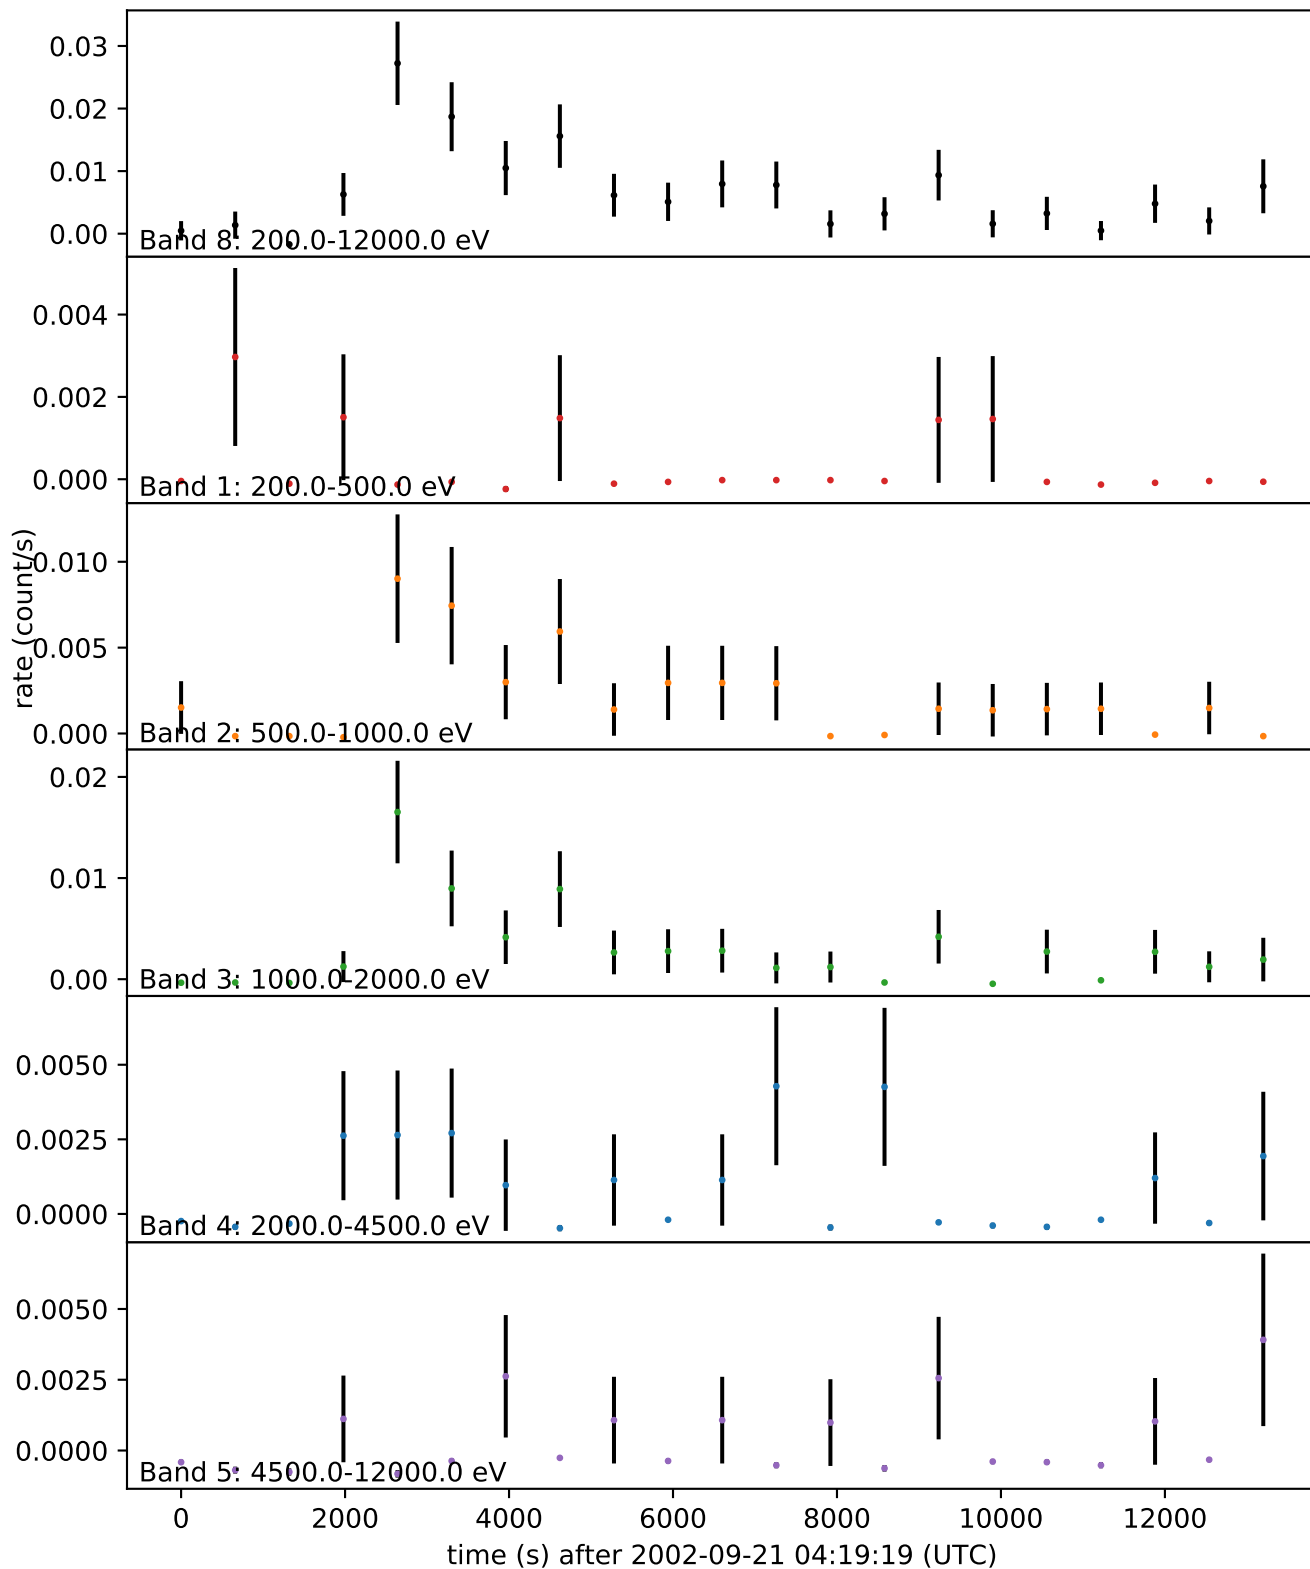 0.03
0.02
0.01
0.00
Band 8: 200.0-12000.0 eV
0.004
0.002
0.000
Band 1: 200.0-500.0 eV
rate (count/s)
0.010
0.005
0.000
Band 2: 500.0-1000.0 eV
0.02
0.01
0.00
Band 3: 1000.0-2000.0 eV
0.0050
0.0025
0.0000
Band 4: 2000.0-4500.0 eV
0.0050
0.0025
0.0000
Band 5: 4500.0-12000.0 eV
0 2000 4000 6000 8000 10000 12000
time (s) after 2002-09-21 04:19:19 (UTC)